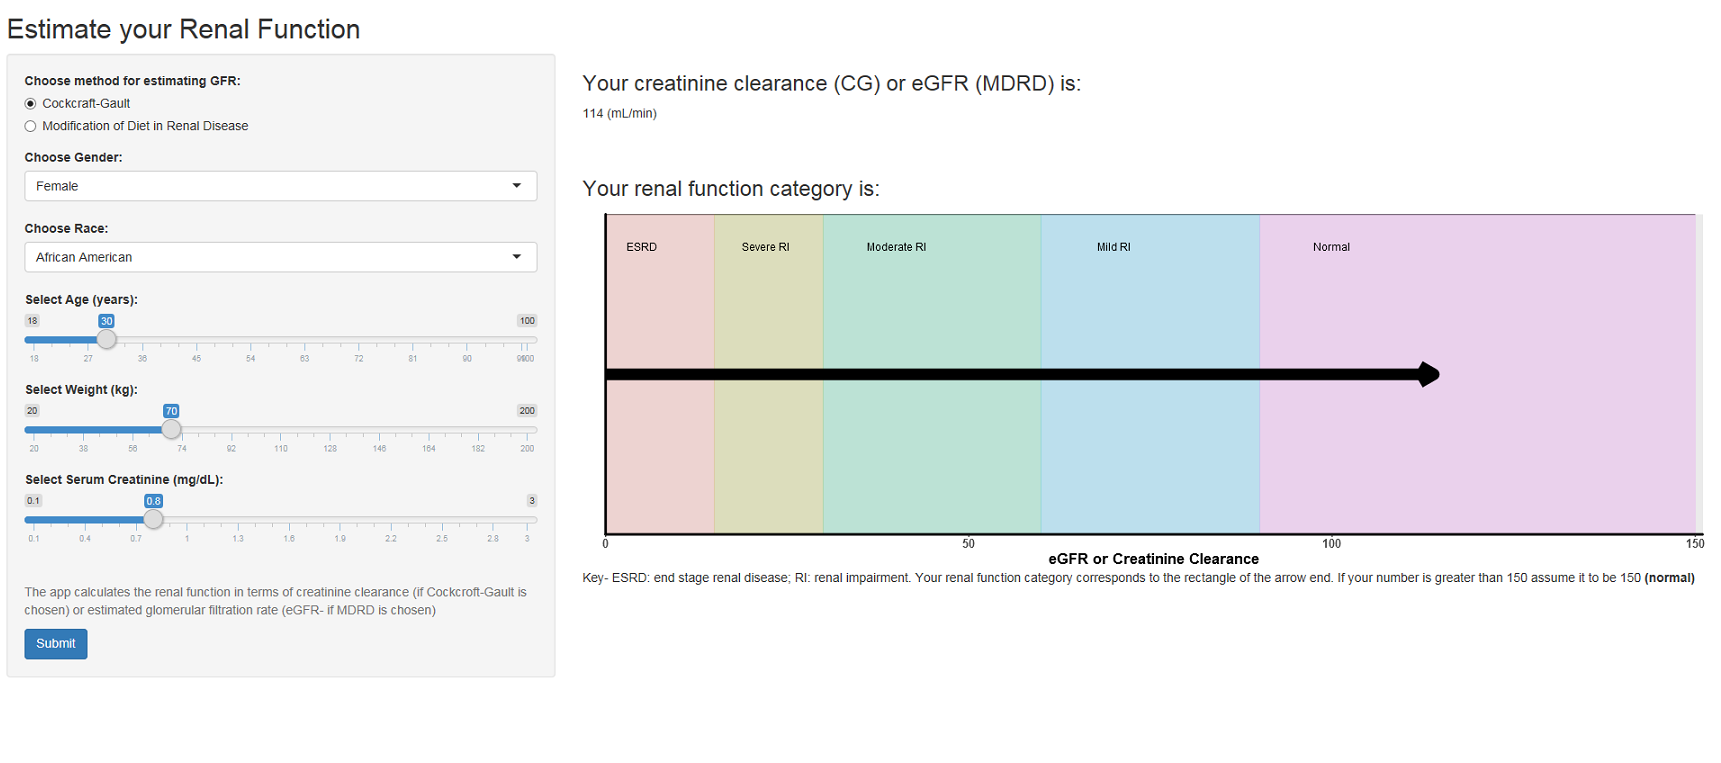 Estimate your Renal Function
Choose method for estimating GFR:
Cockcraft-Gault
Modification of Diet in Renal Disease
Choose Gender:
Female
Choose Race:
African American
Select Age (years):
18 30 100
18 27 36 45 54 63 72 81 90 99 100
Select Weight (kg):
20 70 200
20 38 56 74 92 110 128 146 164 182 200
Select Serum Creatinine (mg/dL):
0.1 0.8 3
0.1 0.4 0.7 1 1.3 1.6 1.9 2.2 2.5 2.8 3
The app calculates the renal function in terms of creatinine clearance (if Cockcroft-Gault is
chosen) or estimated glomerular filtration rate (eGFR- if MDRD is chosen)
Submit
Your creatinine clearance (CG) or eGFR (MDRD) is:
114 (mL/min)
Your renal function category is:
ESRD Severe RI Moderate RI Mild RI Normal
0 50 100 150
eGFR or Creatinine Clearance
Key- ESRD: end stage renal disease; RI: renal impairment. Your renal function category corresponds to the rectangle of the arrow end. If your number is greater than 150 assume it to be 150 (normal)